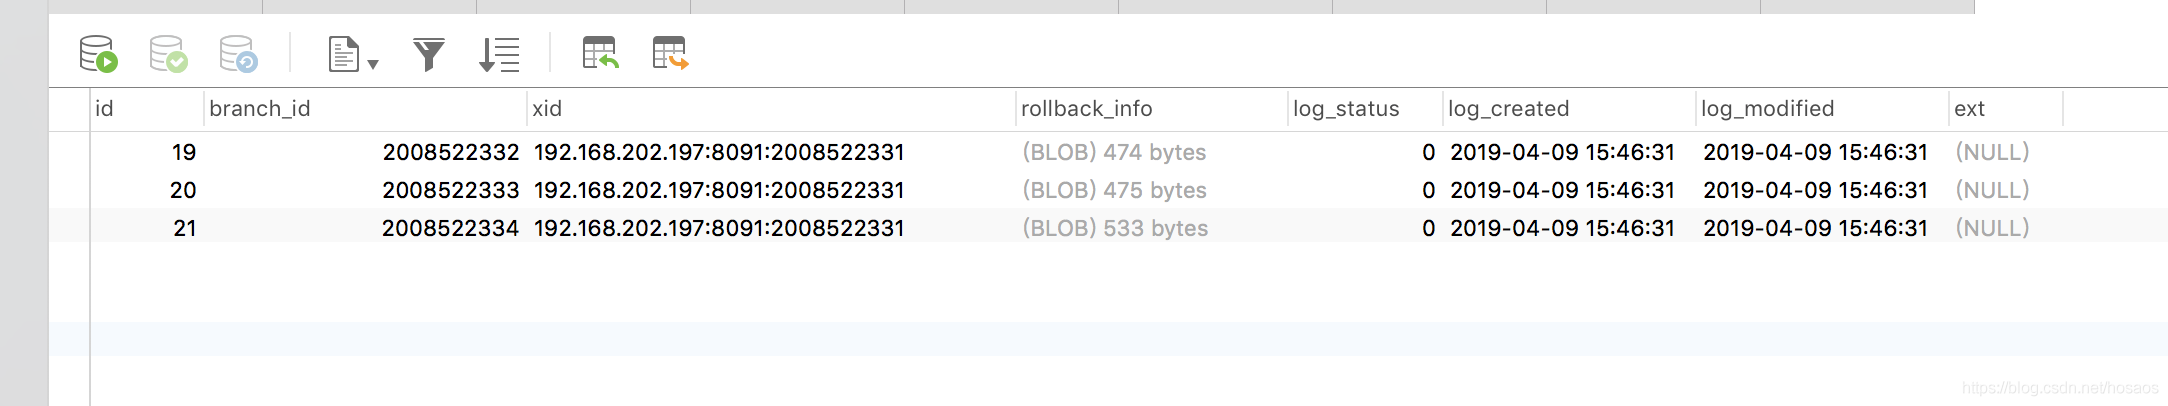 id branch_id xid rollback_info log_status log_created log_modified ext
19 2008522332 192.168.202.197:8091:2008522331 (BLOB) 474 bytes 0 2019-04-09 15:46:31 2019-04-09 15:46:31 (NULL)
20 2008522333 192.168.202.197:8091:2008522331 (BLOB) 475 bytes 0 2019-04-09 15:46:31 2019-04-09 15:46:31 (NULL)
21 2008522334 192.168.202.197:8091:2008522331 (BLOB) 533 bytes 0 2019-04-09 15:46:31 2019-04-09 15:46:31 (NULL)
https://blog.csdn.net/hosaos